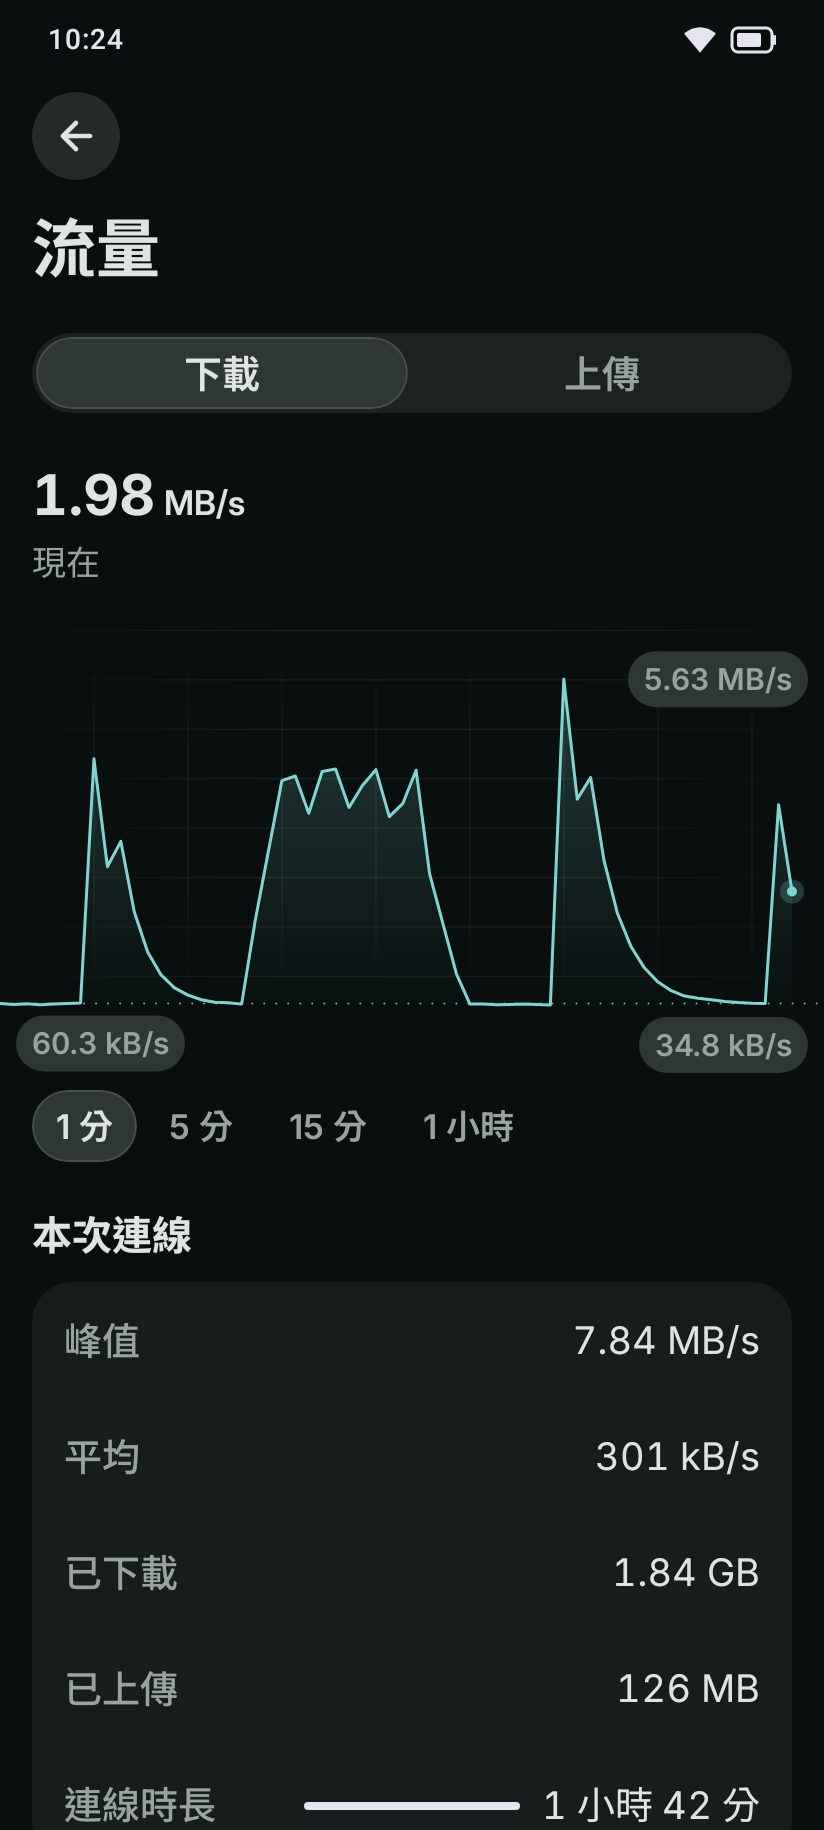 10:24
流量
下載 上傳
1.98 MB/s
現在
5.63 MB/s
60.3 kB/s 34.8 kB/s
1 分 5 分 15 分 1 小時
本次連線
峰值 7.84 MB/s
平均 301 kB/s
已下載 1.84 GB
已上傳 126 MB
連線時長 1 小時 42 分